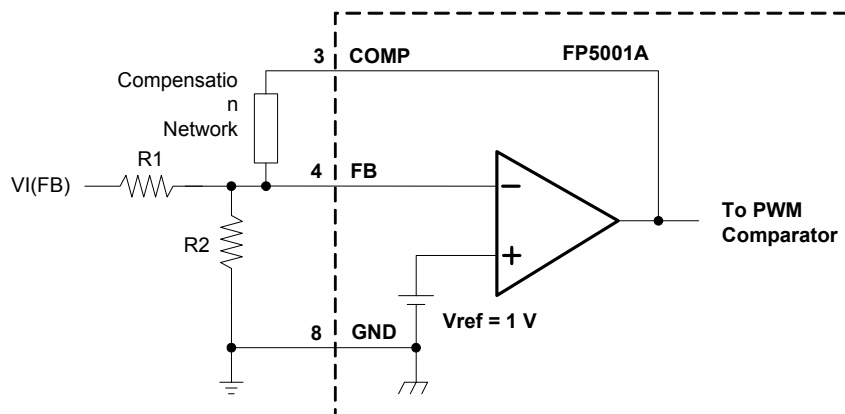 3 COMP FP5001A
Compensatio
n
Network
R1
VI(FB)
4 FB
−
To PWM
Comparator
R2
+
Vref = 1 V
8 GND